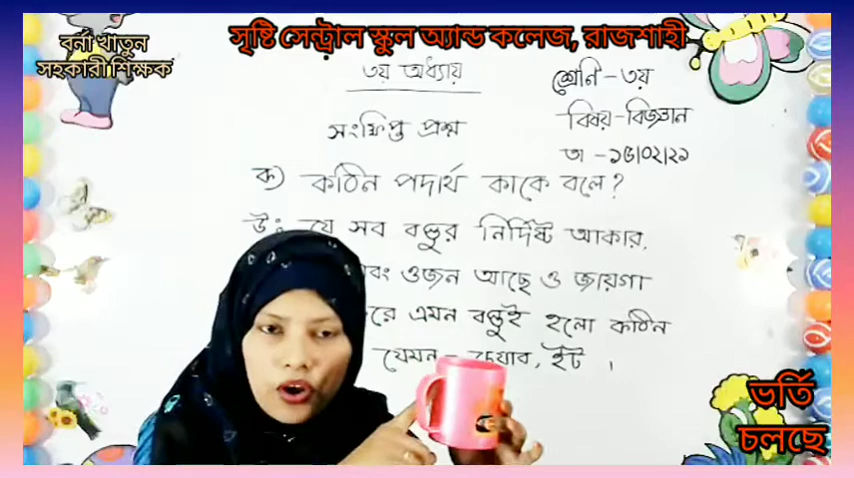 সৃষ্টি সেন্ট্রাল স্কুল অ্যান্ড কলেজ, রাজশাহী
বর্না খাতুন
সহকারী শিক্ষক
৩য় অধ্যায়
শ্রেণি - ৩য়
বিষয় - বিজ্ঞান
সংক্ষিপ্ত প্রশ্ন
তা - ১৬/০২/২১
ক) কঠিন পদার্থ কাকে বলে?
উঃ যে সব বস্তুর নির্দিষ্ট আকার,
ওজন আছে ও জায়গা
এমন বস্তুই হলো কঠিন
যেমন - চেয়ার, ইট ।
ভর্তি
চলছে